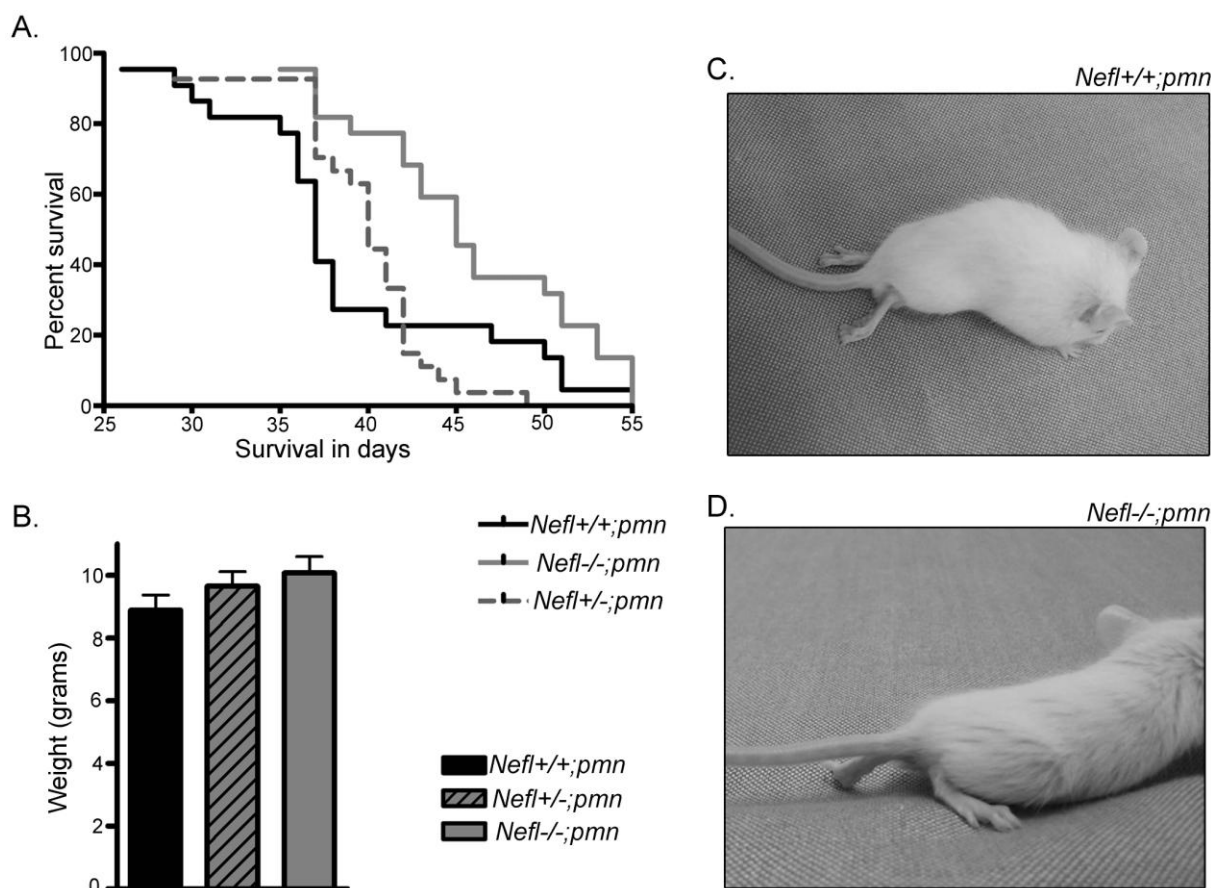 A.
100
80
60
40
20
0
Percent survival
25 30 35 40 45 50 55
Survival in days
B.
10
8
6
4
2
0
Weight (grams)
Nefl+/+;pmn
Nefl-/-;pmn
Nefl+/-;pmn
Nefl+/+;pmn
Nefl+/-;pmn
Nefl-/-;pmn
C.
Nefl+/+;pmn
D.
Nefl-/-;pmn